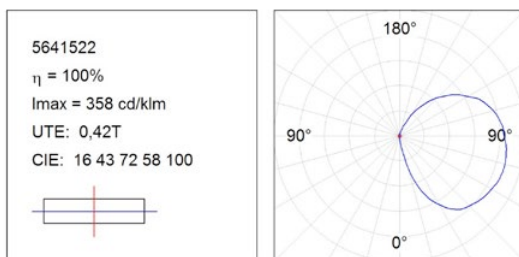 5641522
η = 100%
Imax = 358 cd/klm
UTE: 0,42T
CIE: 16 43 72 58 100
180°
90°
90°
0°